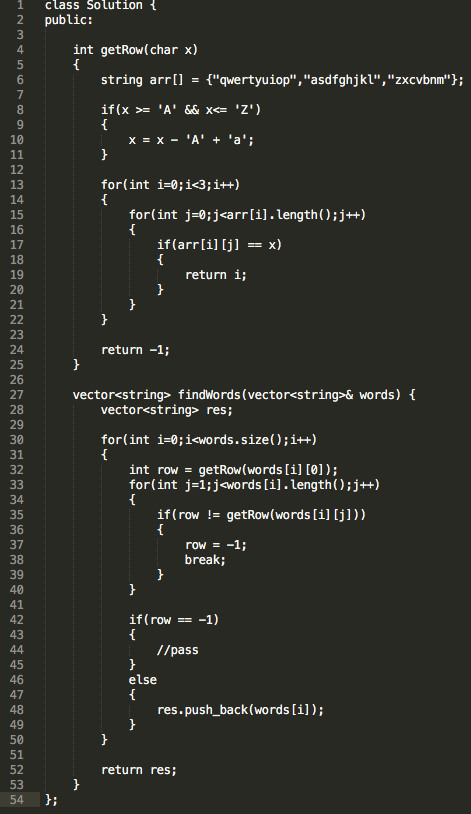 1 class Solution {
2 public:
3
4     int getRow(char x)
5     {
6         string arr[] = {"qwertyuiop","asdfghjkl","zxcvbnm"};
7
8         if(x >= 'A' && x<= 'Z')
9         {
10             x = x - 'A' + 'a';
11         }
12
13         for(int i=0;i<3;i++)
14         {
15             for(int j=0;j<arr[i].length();j++)
16             {
17                 if(arr[i][j] == x)
18                 {
19                     return i;
20                 }
21             }
22         }
23
24         return -1;
25     }
26
27     vector<string> findWords(vector<string>& words) {
28         vector<string> res;
29
30         for(int i=0;i<words.size();i++)
31         {
32             int row = getRow(words[i][0]);
33             for(int j=1;j<words[i].length();j++)
34             {
35                 if(row != getRow(words[i][j]))
36                 {
37                     row = -1;
38                     break;
39                 }
40             }
41
42             if(row == -1)
43             {
44                 //pass
45             }
46             else
47             {
48                 res.push_back(words[i]);
49             }
50         }
51
52         return res;
53     }
54 };